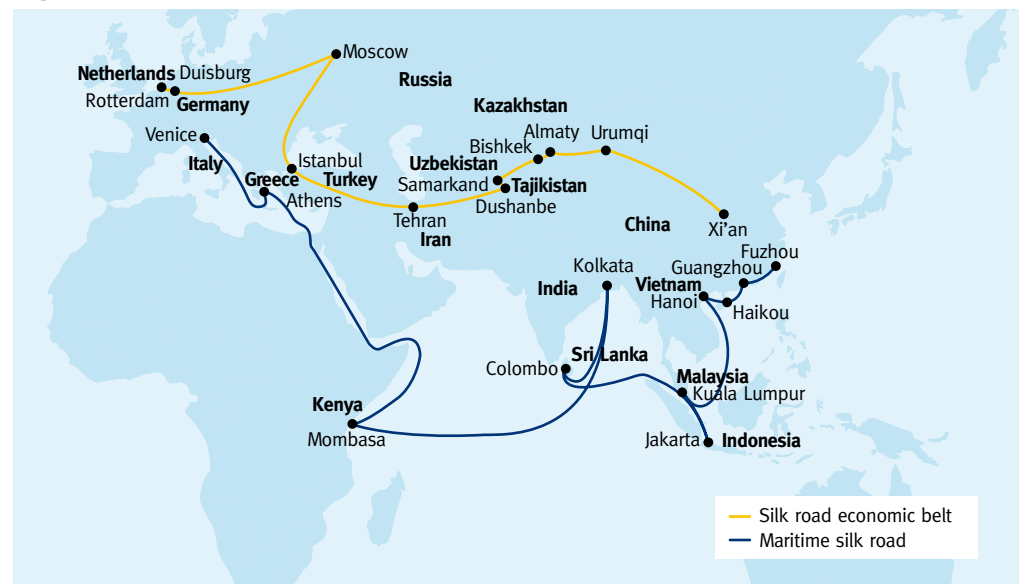 Moscow
Netherlands Duisburg
Russia
Rotterdam Germany
Kazakhstan
Almaty Urumqi
Venice
Bishkek
Italy
Istanbul
Uzbekistan
Greece Turkey
Samarkand Tajikistan
Athens
Dushanbe
Tehran
China
Xi’an
Iran
Fuzhou
Kolkata
Guangzhou
India
Vietnam
Hanoi
Haikou
Sri Lanka
Colombo
Malaysia
Kuala Lumpur
Kenya
Mombasa
Jakarta Indonesia
Silk road economic belt
Maritime silk road